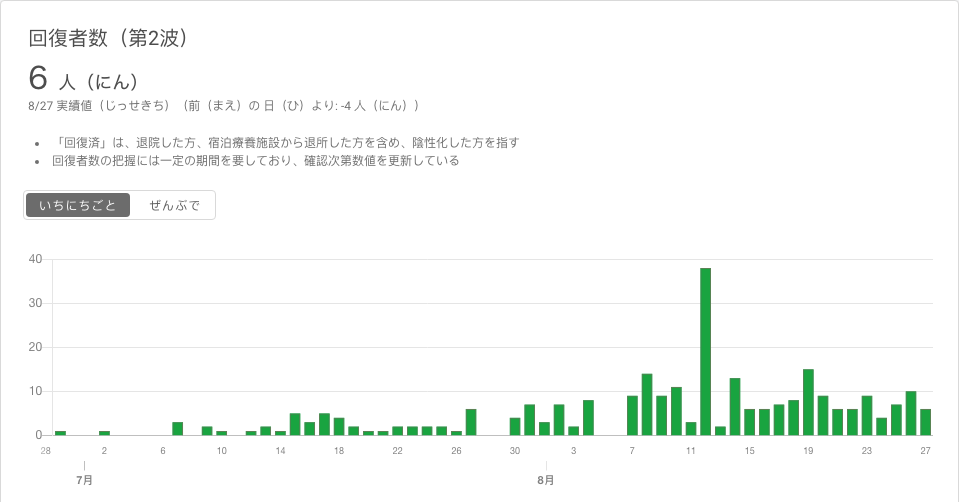 回復者数（第2波）
6 人（にん）
8/27 実績値（じっせきち）（前（まえ）の 日（ひ）より: -4 人（にん））
• 「回復済」は、退院した方、宿泊療養施設から退所した方を含め、陰性化した方を指す
• 回復者数の把握には一定の期間を要しており、確認次第数値を更新している
いちにちごと ぜんぶで
40
30
20
10
0
28 2 6 10 14 18 22 26 30 3 7 11 15 19 23 27
7月 8月